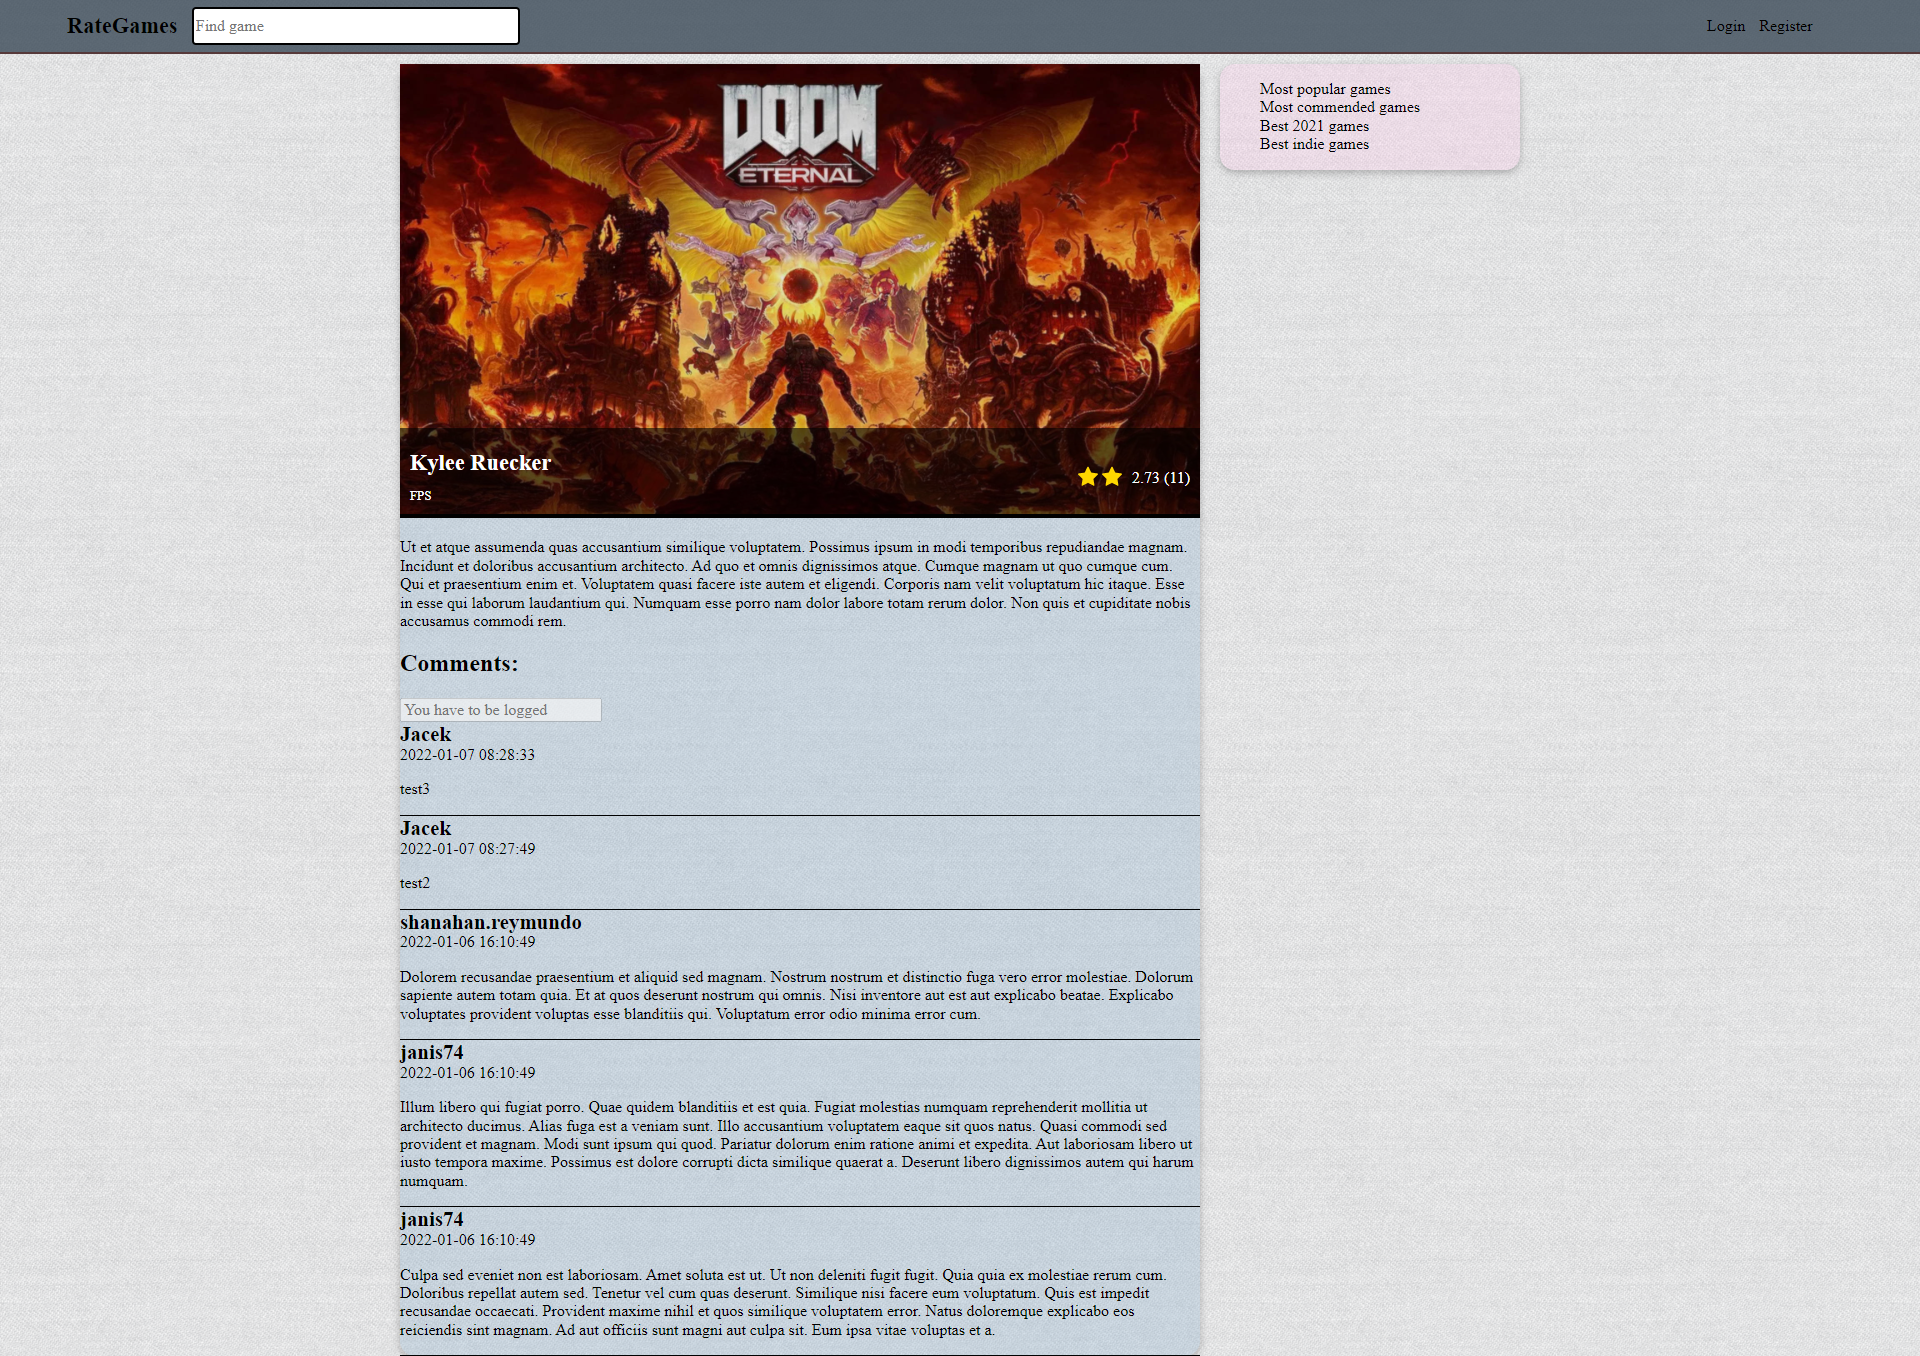 RateGames
Find game
Login
Register
DOOM
ETERNAL
Most popular games
Most commended games
Best 2021 games
Best indie games
Kylee Ruecker
FPS
2.73 (11)
Ut et atque assumenda quas accusantium similique voluptatem. Possimus ipsum in modi temporibus repudiandae magnam.
Incidunt et doloribus accusantium architecto. Ad quo et omnis dignissimos atque. Cumque magnam ut quo cumque cum.
Qui et praesentium enim et. Voluptatem quasi facere iste autem et eligendi. Corporis nam velit voluptatum hic itaque. Esse
in esse qui laborum laudantium qui. Numquam esse porro nam dolor labore totam rerum dolor. Non quis et cupiditate nobis
accusamus commodi rem.
Comments:
You have to be logged
Jacek
2022-01-07 08:28:33
test3
Jacek
2022-01-07 08:27:49
test2
shanahan.reymundo
2022-01-06 16:10:49
Dolorem recusandae praesentium et aliquid sed magnam. Nostrum nostrum et distinctio fuga vero error molestiae. Dolorum
sapiente autem totam quia. Et at quos deserunt nostrum qui omnis. Nisi inventore aut est aut explicabo beatae. Explicabo
voluptates provident voluptas esse blanditiis qui. Voluptatum error odio minima error cum.
janis74
2022-01-06 16:10:49
Illum libero qui fugiat porro. Quae quidem blanditiis et est quia. Fugiat molestias numquam reprehenderit mollitia ut
architecto ducimus. Alias fuga est a veniam sunt. Illo accusantium voluptatem eaque sit quos natus. Quasi commodi sed
provident et magnam. Modi sunt ipsum qui quod. Pariatur dolorum enim ratione animi et expedita. Aut laboriosam libero ut
iusto tempora maxime. Possimus est dolore corrupti dicta similique quaerat a. Deserunt libero dignissimos autem qui harum
numquam.
janis74
2022-01-06 16:10:49
Culpa sed eveniet non est laboriosam. Amet soluta est ut. Ut non deleniti fugit fugit. Quia quia ex molestiae rerum cum.
Doloribus repellat autem sed. Tenetur vel cum quas deserunt. Similique nisi facere eum voluptatum. Quis est impedit
recusandae occaecati. Provident maxime nihil et quos similique voluptatem error. Natus doloremque explicabo eos
reiciendis sint magnam. Ad aut officiis sunt magni aut culpa sit. Eum ipsa vitae voluptas et a.